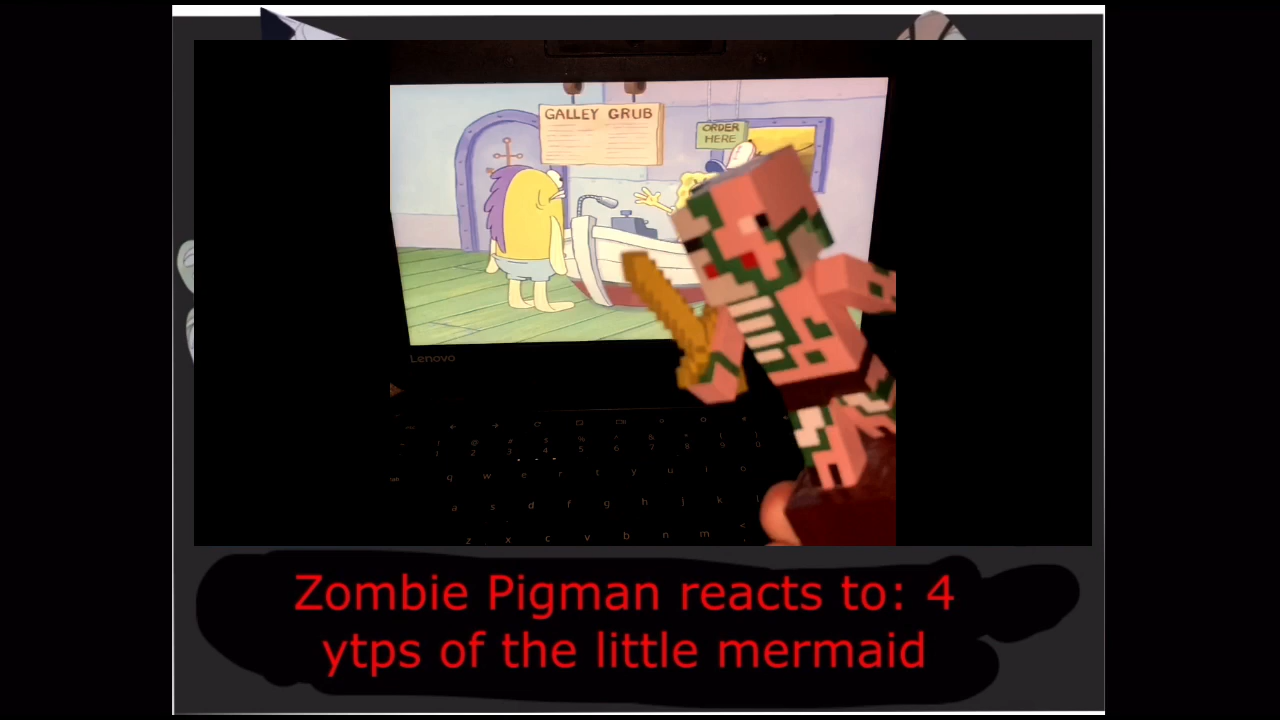 GALLEY GRUB
ORDER
HERE
Lenovo
q w e r t y u i o
a s d f g h j k l
z x c v b n m
Zombie Pigman reacts to: 4
ytps of the little mermaid